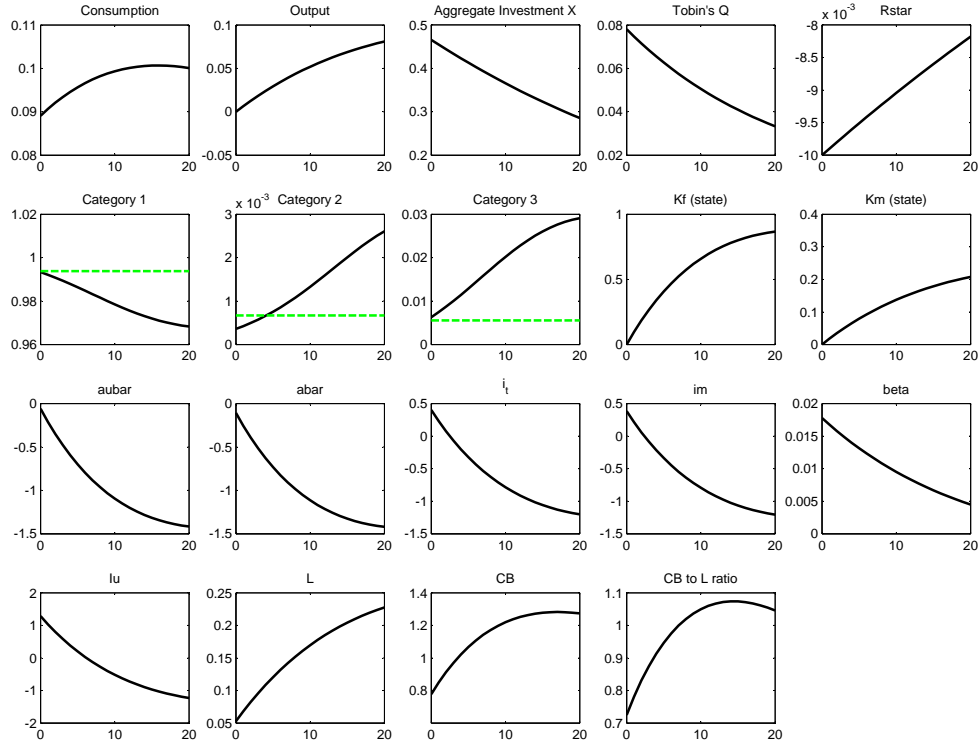 Consumption
0.11
0.1
0.09
0.08
0 10 20
Output
0.1
0.05
0
-0.05
0 10 20
Aggregate Investment X
0.5
0.4
0.3
0.2
0 10 20
Tobin's Q
0.08
0.06
0.04
0.02
0 10 20
Rstar
x 10-3
-8
-8.5
-9
-9.5
-10
0 10 20
Category 1
1.02
1
0.98
0.96
0 10 20
Category 2
x 10-3
3
2
1
0
0 10 20
Category 3
0.03
0.02
0.01
0
0 10 20
Kf (state)
1
0.5
0
0 10 20
Km (state)
0.4
0.3
0.2
0.1
0
0 10 20
aubar
0
-0.5
-1
-1.5
0 10 20
abar
0
-0.5
-1
-1.5
0 10 20
it
0.5
0
-0.5
-1
-1.5
0 10 20
im
0.5
0
-0.5
-1
-1.5
0 10 20
beta
0.02
0.015
0.01
0.005
0
0 10 20
Iu
2
1
0
-1
-2
0 10 20
L
0.25
0.2
0.15
0.1
0.05
0 10 20
CB
1.4
1.2
1
0.8
0 10 20
CB to L ratio
1.1
1
0.9
0.8
0.7
0 10 20